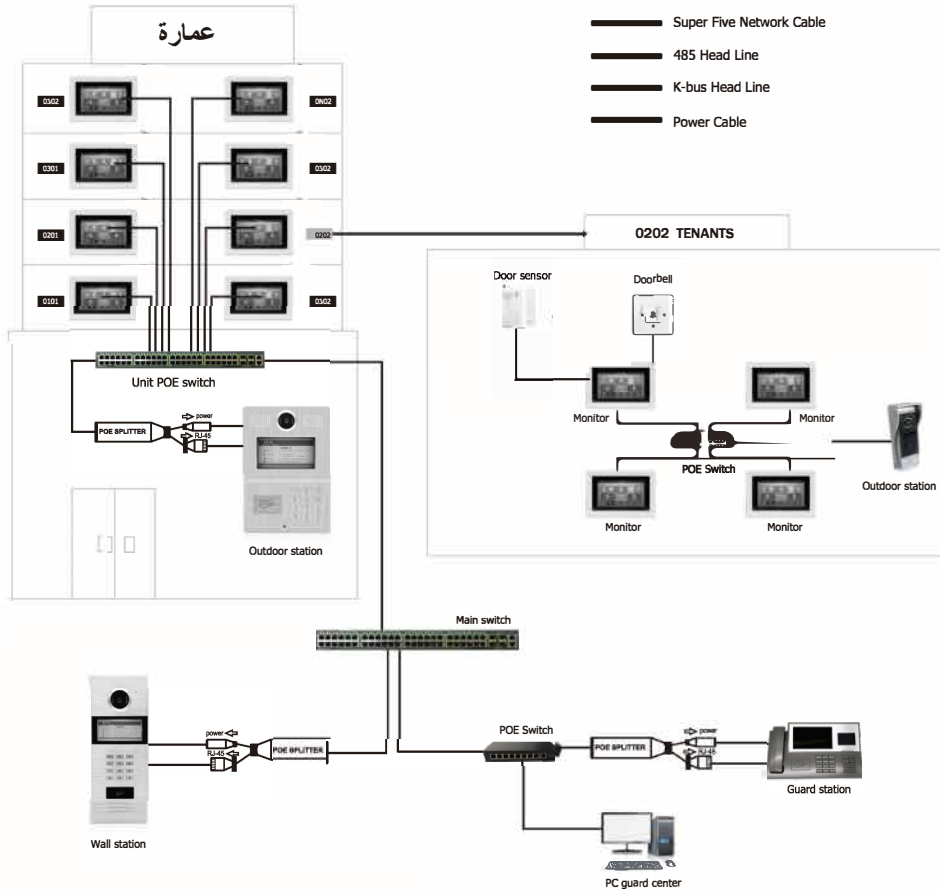 عمارة
Super Five Network Cable
485 Head Line
K-bus Head Line
Power Cable
0302
0N02
0301
0302
0201
0202
0101
0302
0202 TENANTS
Door sensor
Doorbell
Monitor
Monitor
POE Switch
Outdoor station
Monitor
Monitor
Unit POE switch
POE SPLITTER
power
RJ-45
Outdoor station
Main switch
power
RJ-45
POE SPLITTER
Wall station
POE Switch
POE SPLITTER
power
RJ-45
Guard station
PC guard center